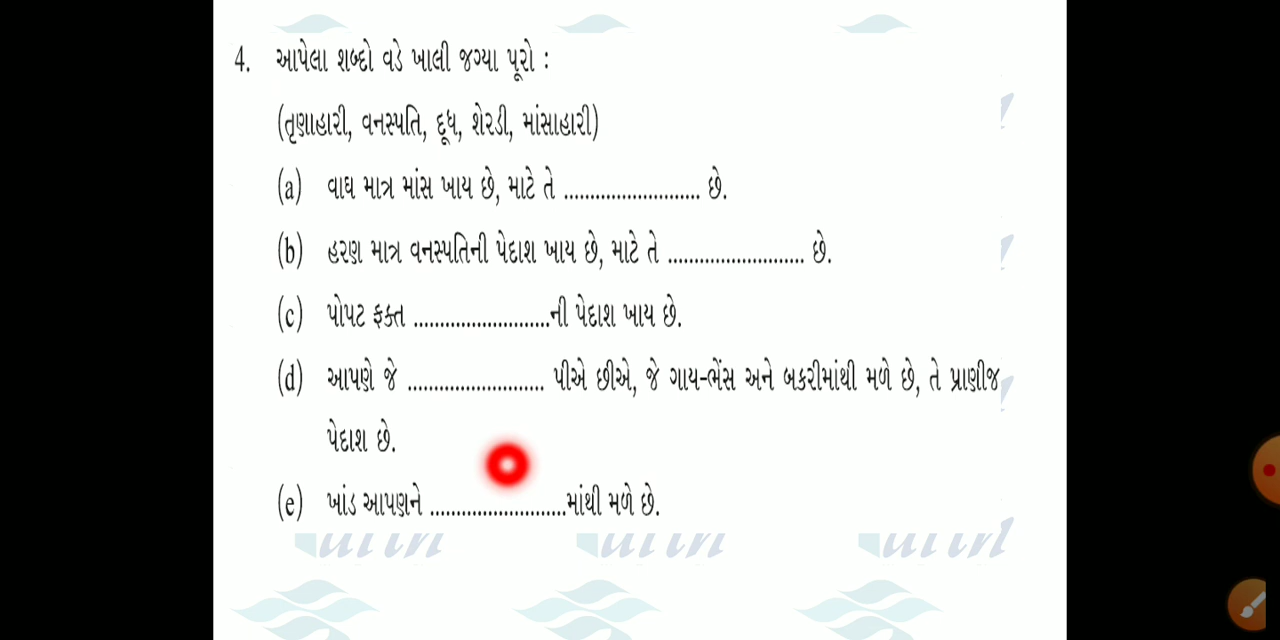 4. આપેલા શબ્દો વડે ખાલી જગ્યા પૂરો :
(તૃણાહારી, વનસ્પતિ, દૂધ, શેરડી, માંસાહારી)
(a) વાઘ માત્ર માંસ ખાય છે, માટે તે .......................... છે.
(b) હરણ માત્ર વનસ્પતિની પેદાશ ખાય છે, માટે તે .......................... છે.
(c) પોપટ ફક્ત ..........................ની પેદાશ ખાય છે.
(d) આપણે જે .......................... પીએ છીએ, જે ગાય-ભેંસ અને બકરીમાંથી મળે છે, તે પ્રાણીજ
પેદાશ છે.
(e) ખાંડ આપણને ..........................માંથી મળે છે.